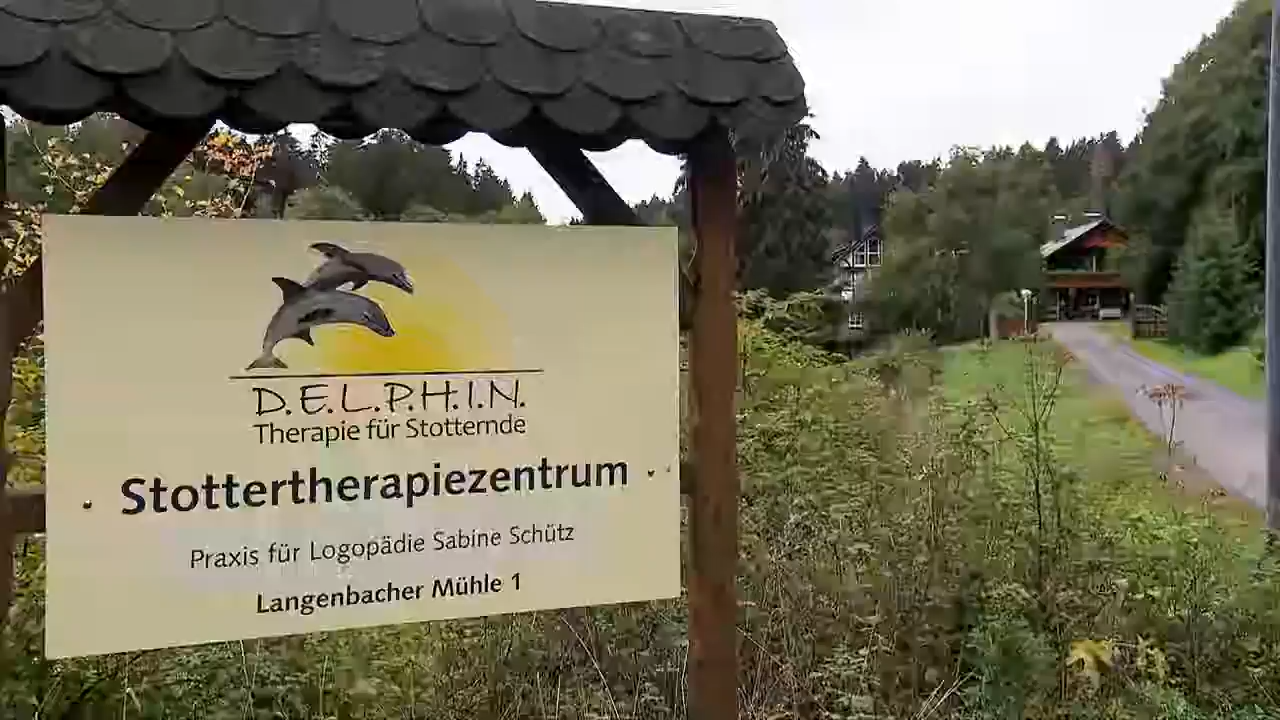 D.E.L.P.H.I.N.
Therapie für Stotternde
· Stottertherapiezentrum ·
Praxis für Logopädie Sabine Schütz
Langenbacher Mühle 1